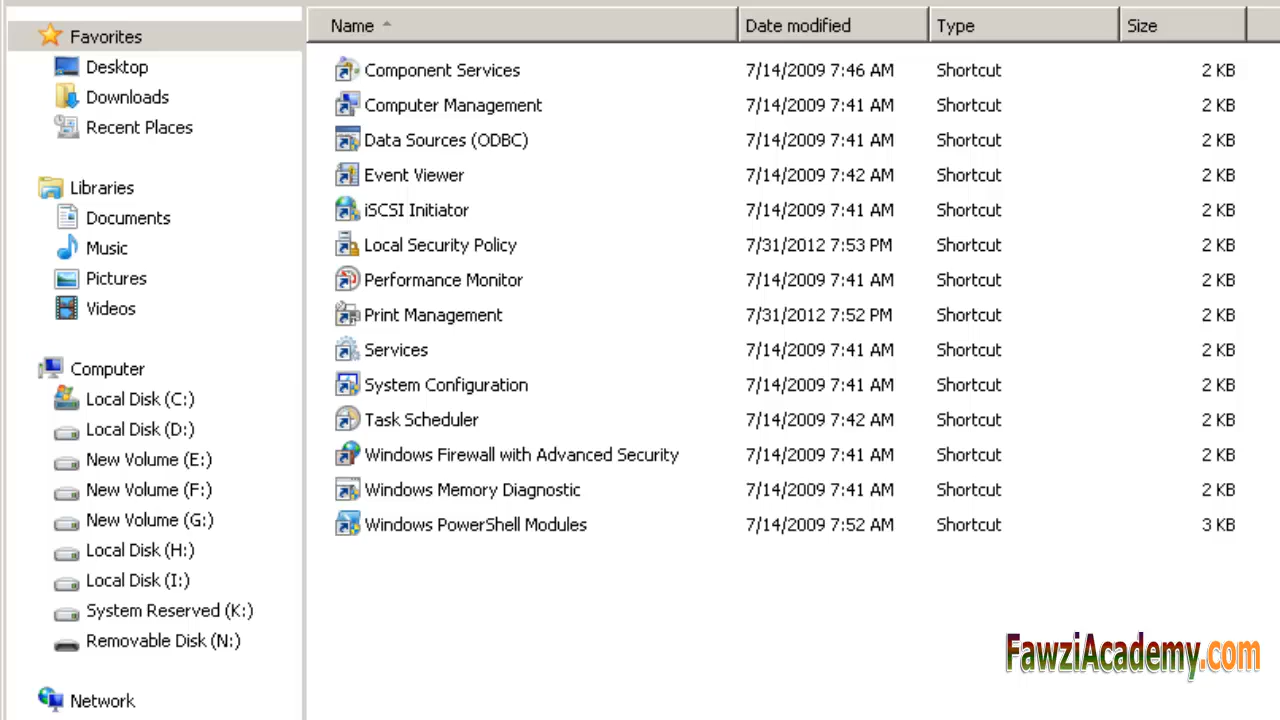 Favorites
Desktop
Downloads
Recent Places
Libraries
Documents
Music
Pictures
Videos
Computer
Local Disk (C:)
Local Disk (D:)
New Volume (E:)
New Volume (F:)
New Volume (G:)
Local Disk (H:)
Local Disk (I:)
System Reserved (K:)
Removable Disk (N:)
Network
Name Date modified Type Size
Component Services 7/14/2009 7:46 AM Shortcut 2 KB
Computer Management 7/14/2009 7:41 AM Shortcut 2 KB
Data Sources (ODBC) 7/14/2009 7:41 AM Shortcut 2 KB
Event Viewer 7/14/2009 7:42 AM Shortcut 2 KB
iSCSI Initiator 7/14/2009 7:41 AM Shortcut 2 KB
Local Security Policy 7/31/2012 7:53 PM Shortcut 2 KB
Performance Monitor 7/14/2009 7:41 AM Shortcut 2 KB
Print Management 7/31/2012 7:52 PM Shortcut 2 KB
Services 7/14/2009 7:41 AM Shortcut 2 KB
System Configuration 7/14/2009 7:41 AM Shortcut 2 KB
Task Scheduler 7/14/2009 7:42 AM Shortcut 2 KB
Windows Firewall with Advanced Security 7/14/2009 7:41 AM Shortcut 2 KB
Windows Memory Diagnostic 7/14/2009 7:41 AM Shortcut 2 KB
Windows PowerShell Modules 7/14/2009 7:52 AM Shortcut 3 KB
FawziAcademy.com